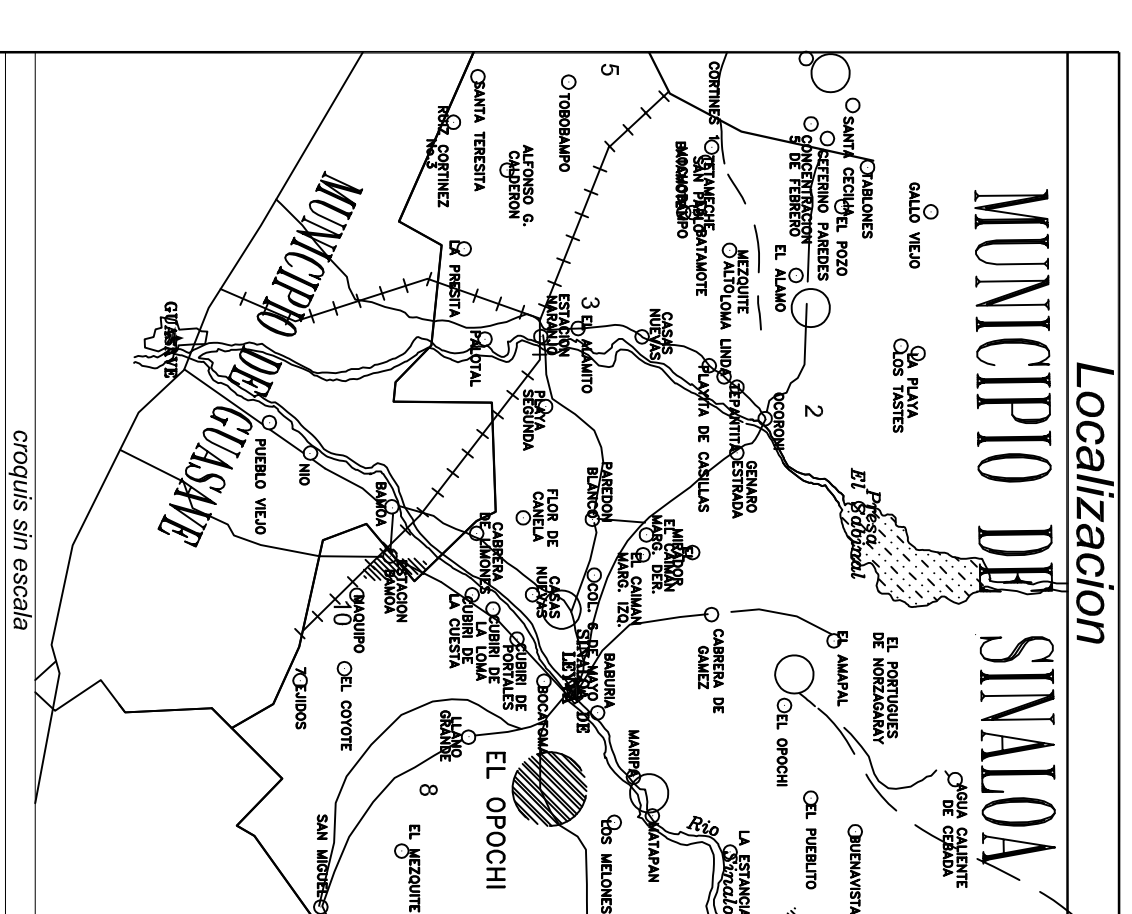 Localizacion
MUNICIPIO DE SINALOA
GALLO VIEJO
LA PLAYA
LOS TASTES
AGUA CALIENTE
DE CEBADA
TABLONES
EL POZO
SANTA CECILIA
CEFERINO PAREDES
CONCENTRACION
5 DE FEBRERO
Presa
El Sabinal
EL PORTUGUES
DE NORZAGARAY
EL AMAPAL
BUENAVISTA
EL ALAMO
2
OCORONI
EL OPOCHI
EL PUEBLITO
MEZQUITE
ALTO
LOMA LINDA
TEPANTITA
GENARO
ESTRADA
LA ESTANCIA
Rio
Sinaloa
CORTINES 1
CETAMECHE
SAN PABLO
BATAMOTE
PLAYITA DE CASILLAS
CABRERA DE
GAMEZ
CASAS
NUEVAS
EL MIRADOR
EL CAIMAN
MARG. DER.
EL CAIMAN
MARG. IZQ.
MARIPA
MATAPAN
5
TOBOBAMPO
3
EL ALAMITO
ESTACION
NARANJO
PAREDON
BLANCO
COL. 6 DE MAYO
BABURIA
SINALOA DE
LEYVA
LOS MELONES
ALFONSO G.
CALDERON
PLAYA
SEGUNDA
FLOR DE
CANELA
CASAS
NUEVAS
BOCATOMA
EL OPOCHI
SANTA TERESITA
RUIZ CORTINEZ
No.3
LA PRESITA
PALOTAL
CABRERA
DE LIMONES
CUBIRI DE
PORTALES
CUBIRI DE
LA LOMA
CUBIRI DE
LA CUESTA
LLANO
GRANDE
8
EL MEZQUITE
BAMOA
ESTACION
BAMOA
MAQUIPO
10
EL COYOTE
7 EJIDOS
SAN MIGUEL
MUNICIPIO DE GUASAVE
NIO
PUEBLO VIEJO
GUASAVE
croquis sin escala